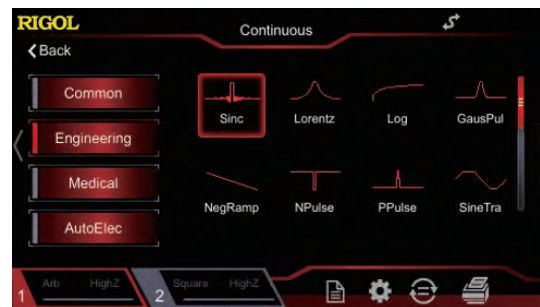 RIGOL
Continuous
Back
Common
Engineering
Medical
AutoElec
Sinc
Lorentz
Log
GausPul
NegRamp
NPulse
PPulse
SineTra
1
Arb
HighZ
2
Square
HighZ